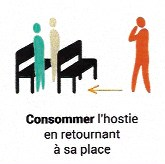 Consommer l'hostie
en retournant
à sa place